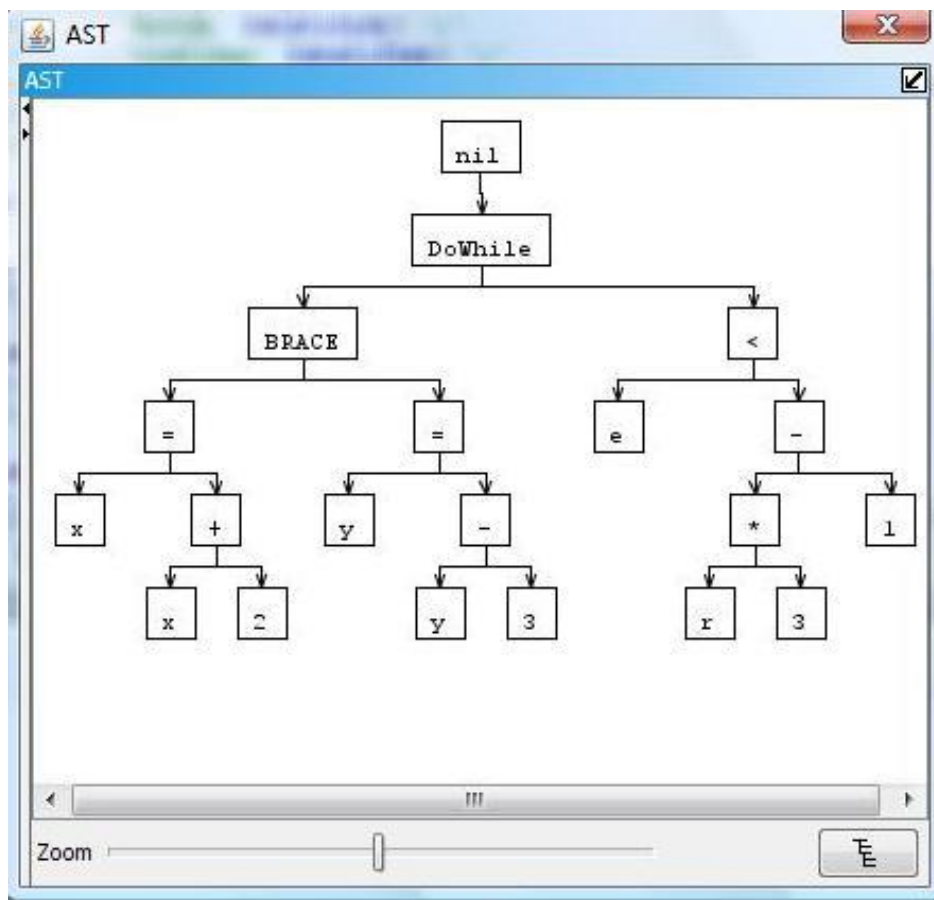 AST
AST
nil
DoWhile
BRACE <
= = e -
x + y - * 1
x 2 y 3 r 3
Zoom